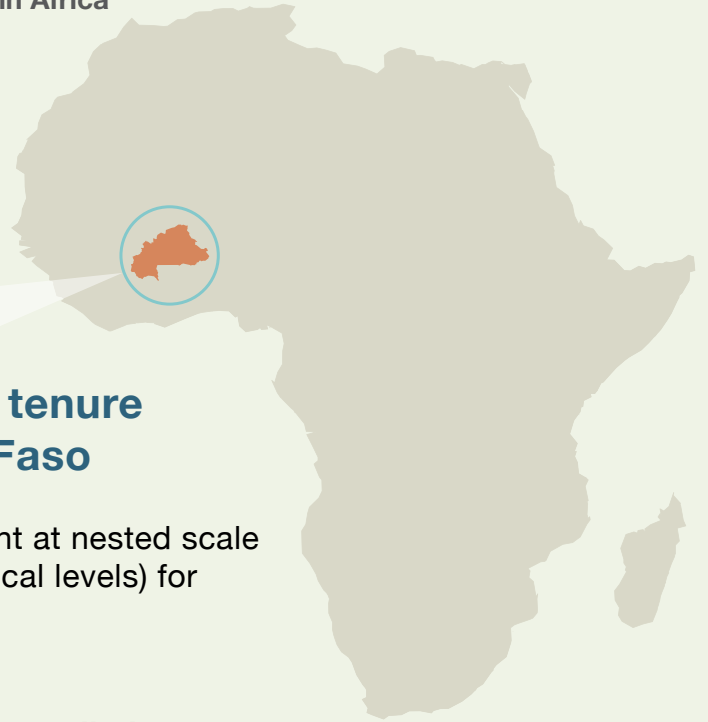 in Africa
tenure
Faso
nt at nested scale
cal levels) for